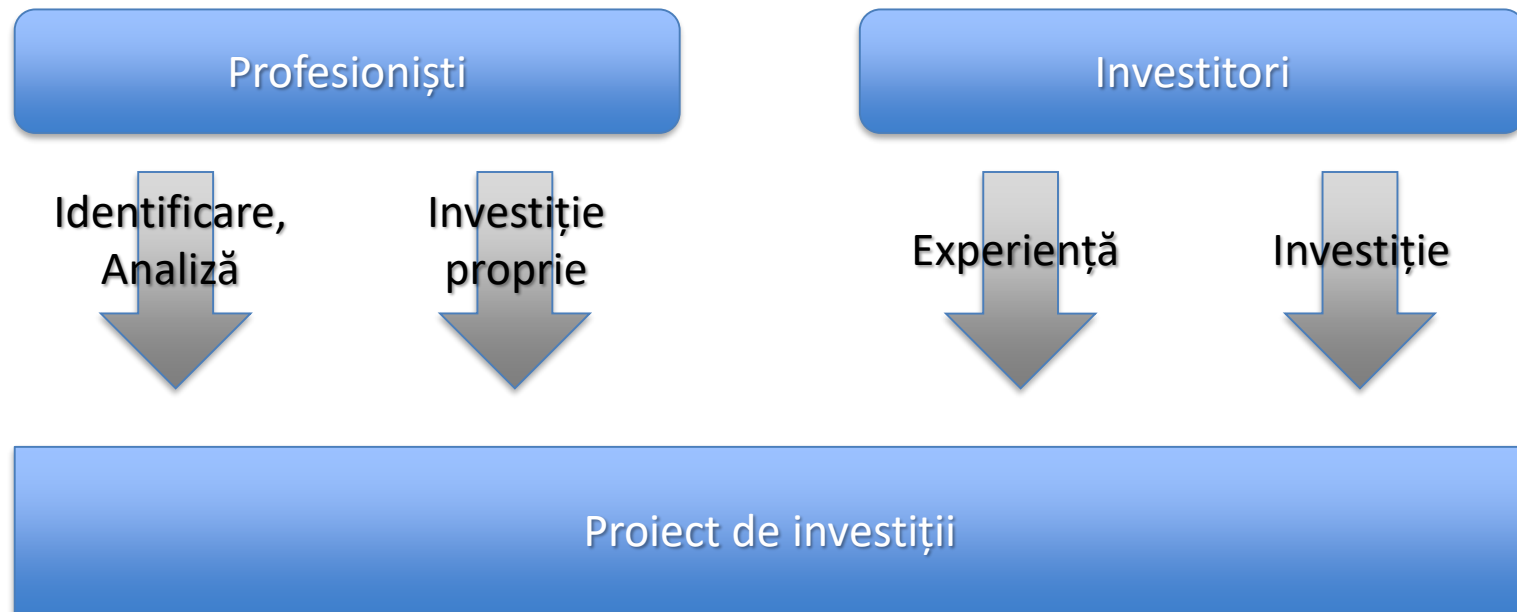 Profesioniști
Investitori
Identificare,
Analiză
Investiție
proprie
Experiență
Investiție
Proiect de investiții